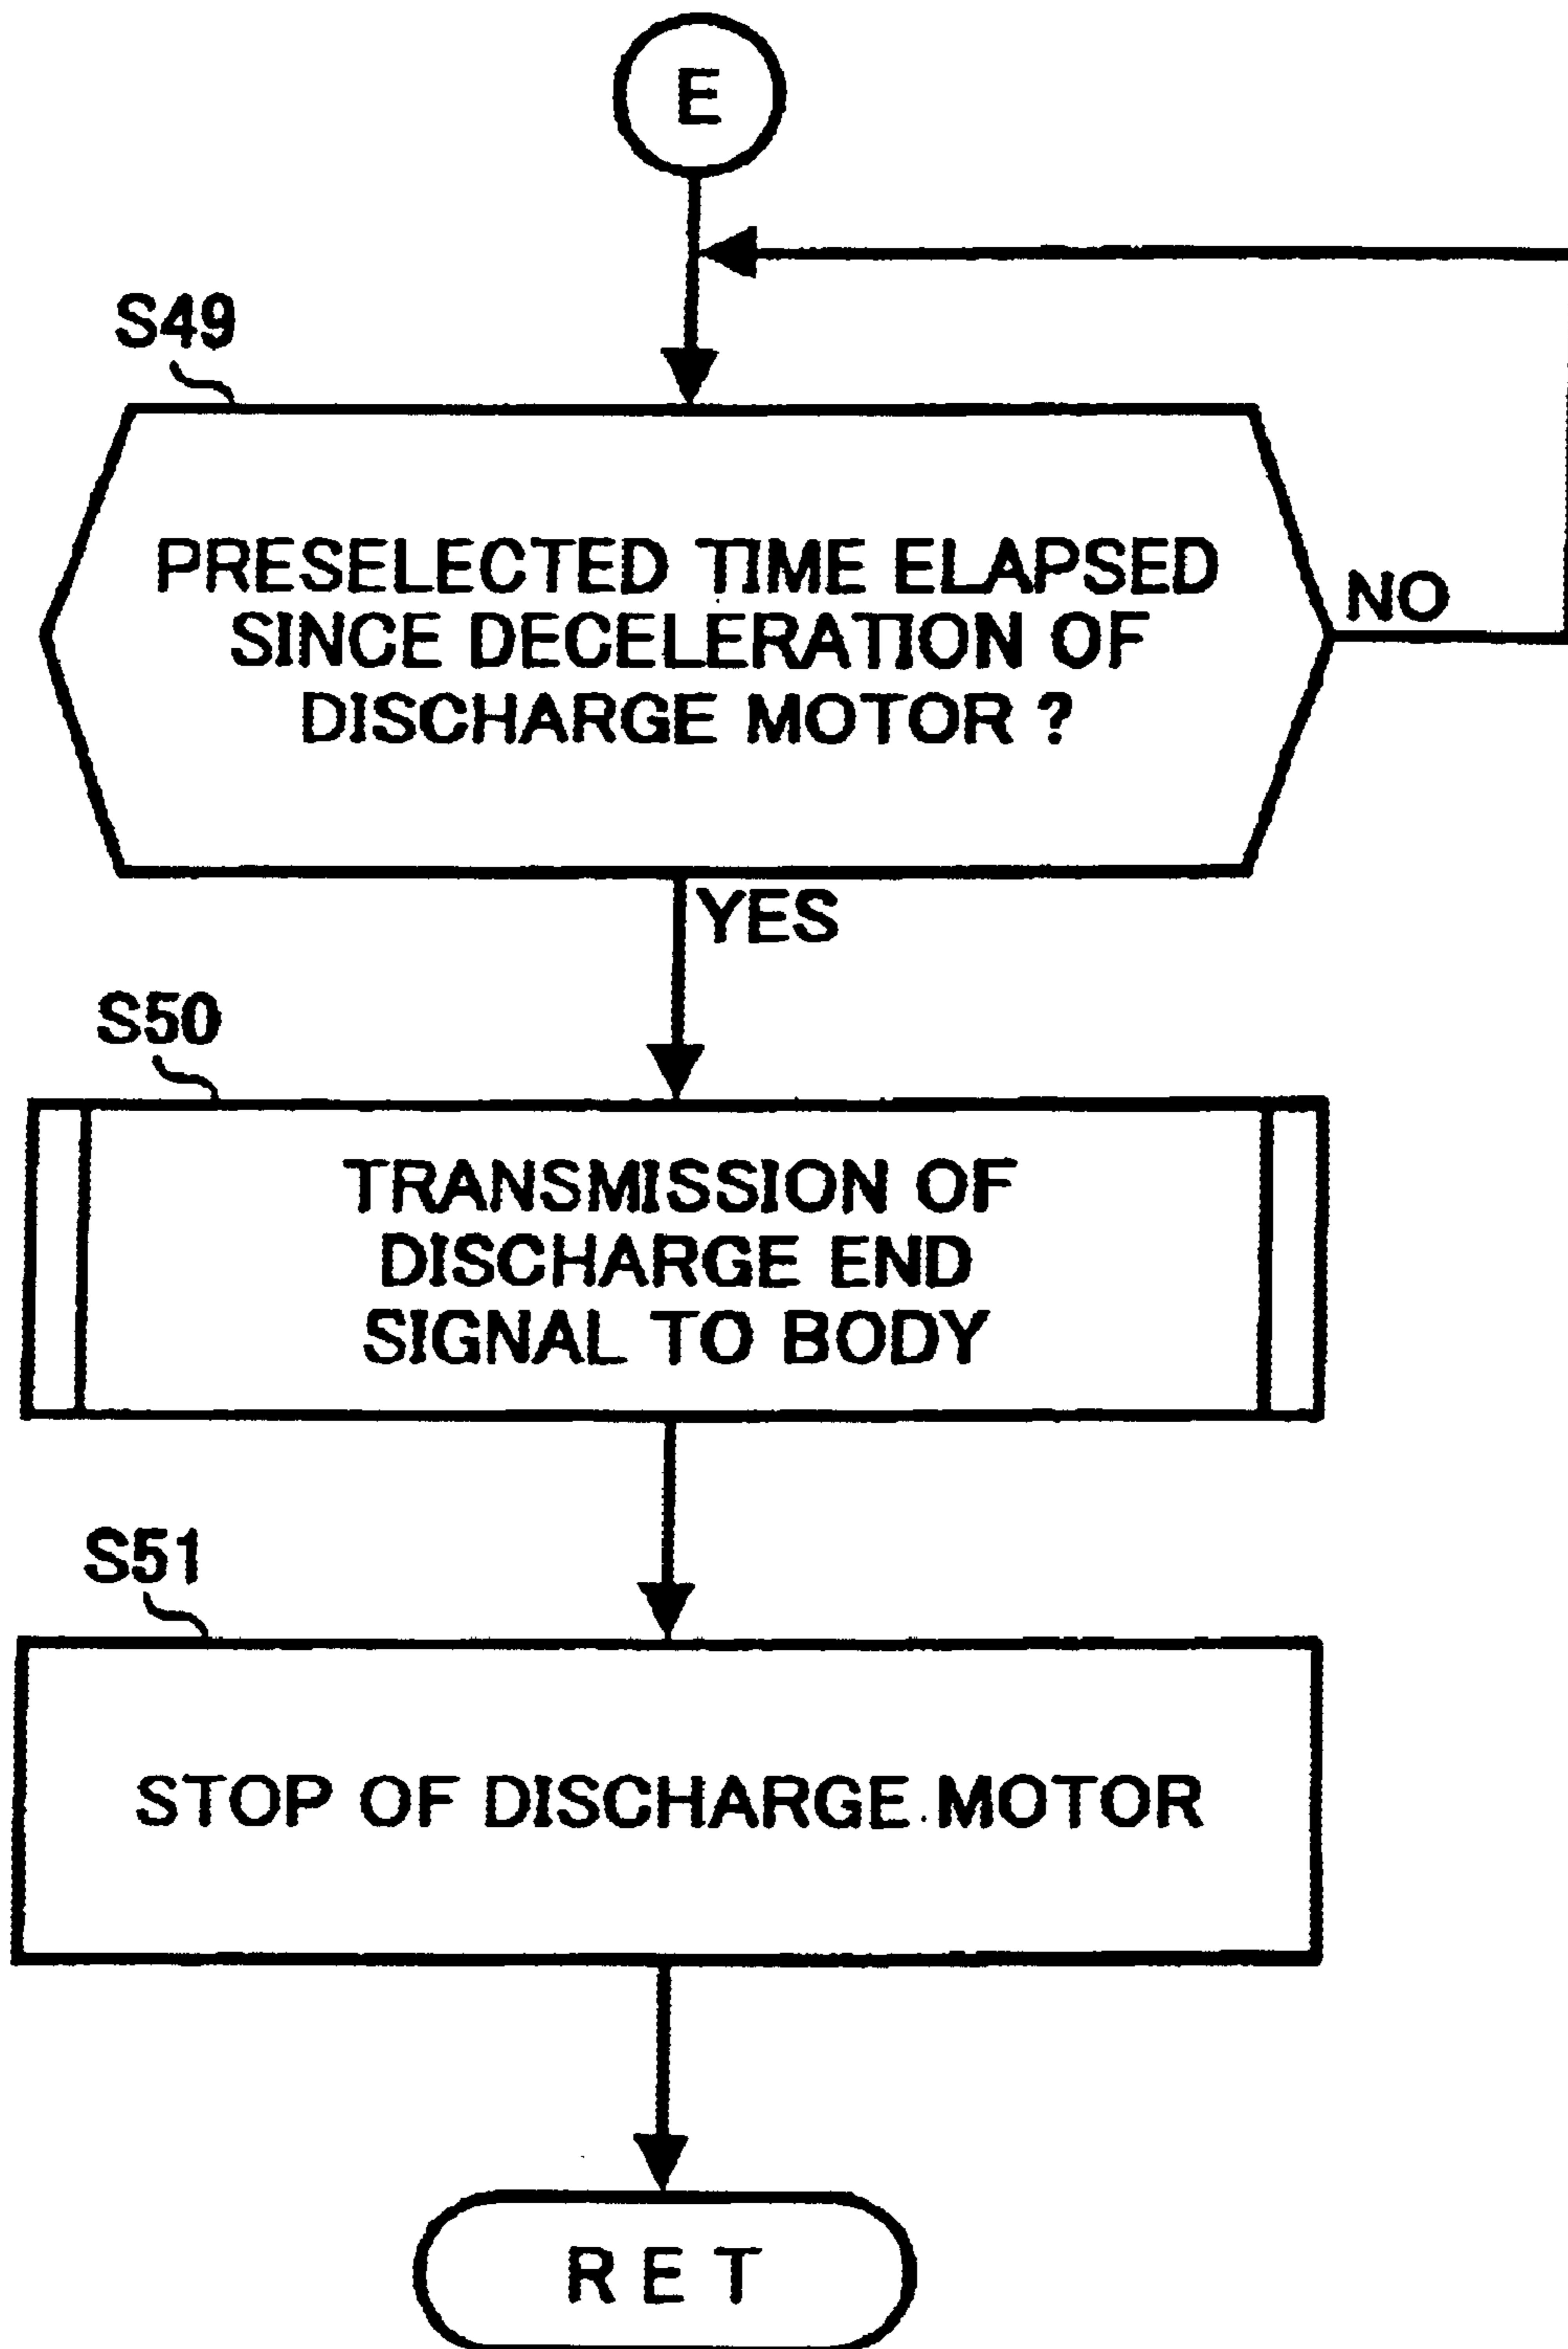 E
S49
PRESELECTED TIME ELAPSED
SINCE DECELERATION OF
DISCHARGE MOTOR ?
NO
YES
S50
TRANSMISSION OF
DISCHARGE END
SIGNAL TO BODY
S51
STOP OF DISCHARGE MOTOR
R E T